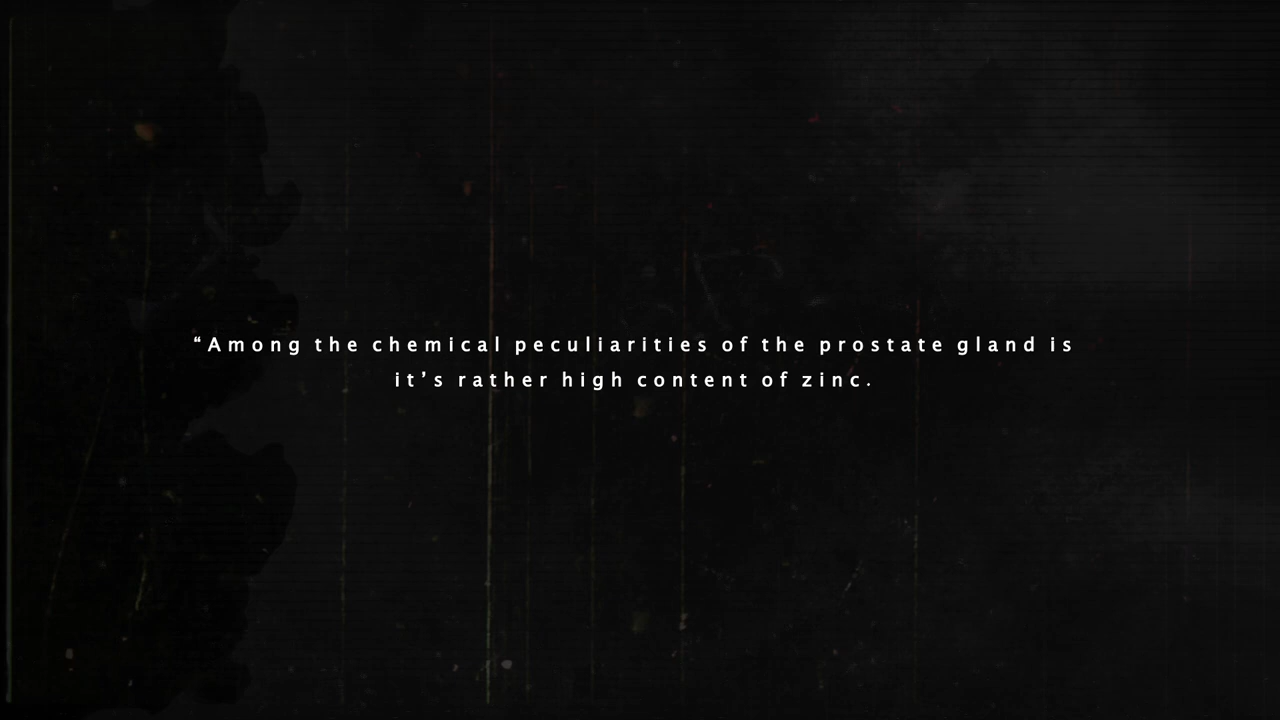 “Among the chemical peculiarities of the prostate gland is
it’s rather high content of zinc.